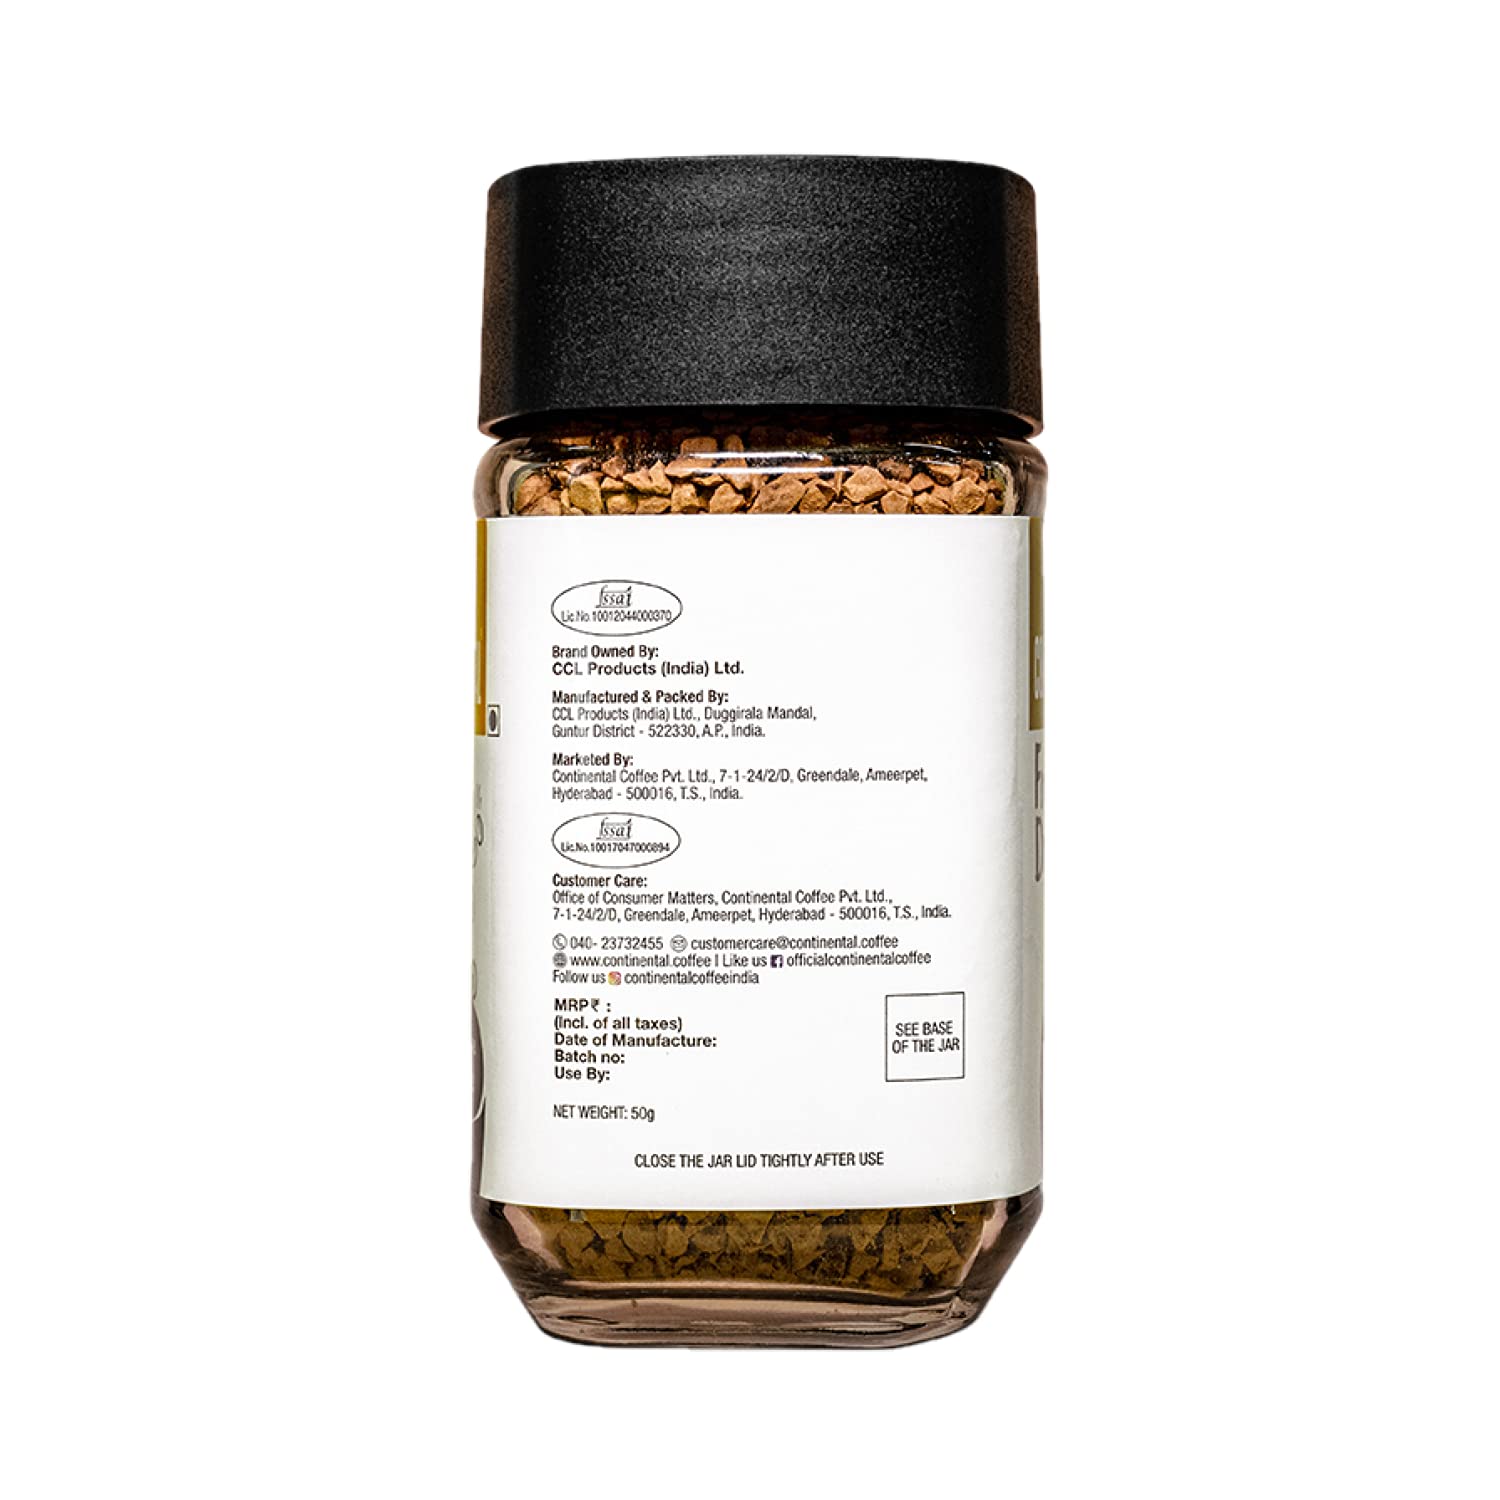 fssai
Lic.No.10012044000370
Brand Owned By:
CCL Products (India) Ltd.
Manufactured & Packed By:
CCL Products (India) Ltd., Duggirala Mandal,
Guntur District - 522330, A.P., India.
Marketed By:
Continental Coffee Pvt. Ltd., 7-1-24/2/D, Greendale, Ameerpet,
Hyderabad - 500016, T.S., India.
fssai
Lic.No.10017047000894
Customer Care:
Office of Consumer Matters, Continental Coffee Pvt. Ltd.,
7-1-24/2/D, Greendale, Ameerpet, Hyderabad - 500016, T.S., India.
040- 23732455 customercare@continental.coffee
www.continental.coffee I Like us officialcontinentalcoffee
Follow us continentalcoffeeindia
MRP₹ :
(Incl. of all taxes)
Date of Manufacture:
Batch no:
Use By:
SEE BASE
OF THE JAR
NET WEIGHT: 50g
CLOSE THE JAR LID TIGHTLY AFTER USE